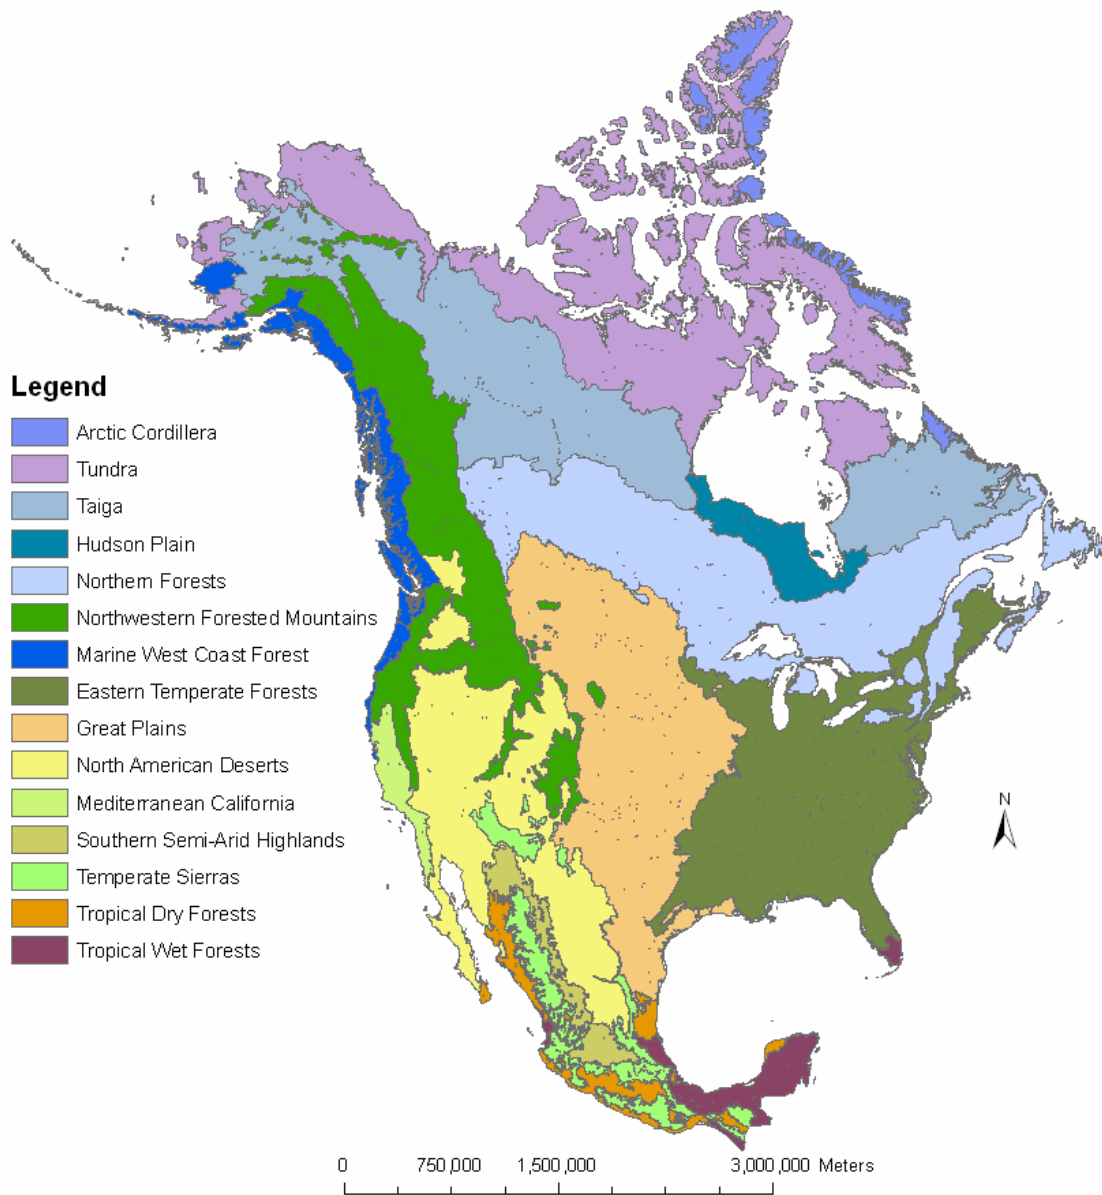 Legend
Arctic Cordillera
Tundra
Taiga
Hudson Plain
Northern Forests
Northwestern Forested Mountains
Marine West Coast Forest
Eastern Temperate Forests
Great Plains
North American Deserts
Mediterranean California
Southern Semi-Arid Highlands
Temperate Sierras
Tropical Dry Forests
Tropical Wet Forests
N
0 750,000 1,500,000 3,000,000 Meters